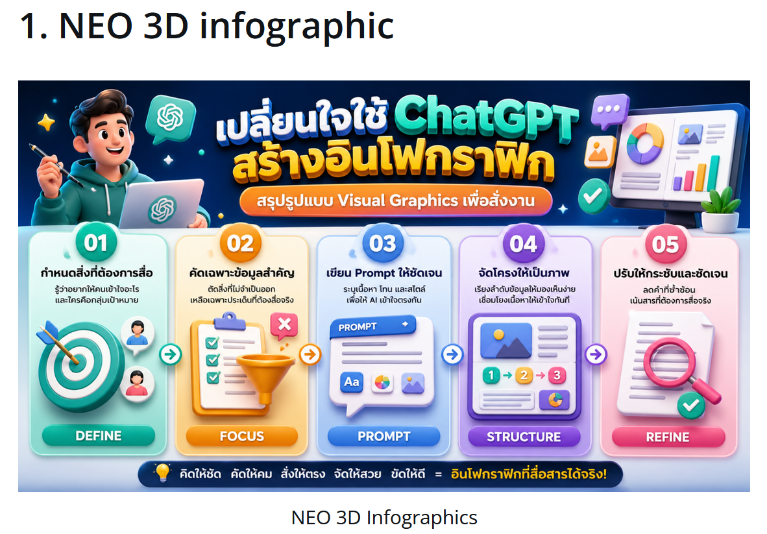 1. NEO 3D infographic
เปลี่ยนใจใช้ ChatGPT
สร้างอินโฟกราฟิก
สรุปรูปแบบ Visual Graphics เพื่อสั่งงาน
01
กำหนดสิ่งที่ต้องการสื่อ
รู้ว่าอยากให้คนเข้าใจอะไร
และใครคือกลุ่มเป้าหมาย
DEFINE
02
คัดเฉพาะข้อมูลสำคัญ
ตัดสิ่งที่ไม่จำเป็นออก
เหลือเฉพาะประเด็นที่ต้องสื่อจริง
FOCUS
03
เขียน Prompt ให้ชัดเจน
ระบุเนื้อหา โทน และสไตล์
เพื่อให้ AI เข้าใจตรงกัน
PROMPT
Aa
PROMPT
04
จัดโครงให้เป็นภาพ
เรียงลำดับข้อมูลให้มองเห็นง่าย
เชื่อมโยงเนื้อหาให้เข้าใจทันที
1 2 3
STRUCTURE
05
ปรับให้กระชับและชัดเจน
ลดคำที่ซ้ำซ้อน
เน้นสารที่ต้องการสื่อจริง
REFINE
คิดให้ชัด คัดให้คม สั่งให้ตรง จัดให้สวย ขัดให้ดี = อินโฟกราฟิกที่สื่อสารได้จริง!
NEO 3D Infographics